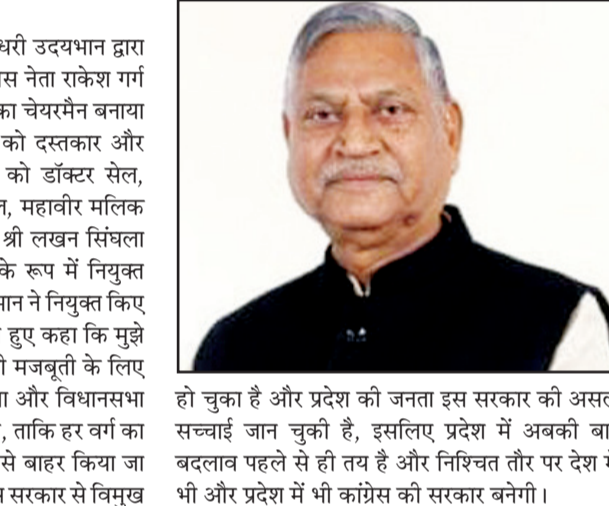 धरी उदयभान द्वारा
स नेता राकेश गर्ग
का चेयरमैन बनाया
को दस्तकार और
को डॉक्टर सेल,
महावीर मलिक
श्री लखन सिंघला
के रूप में नियुक्त
मान ने नियुक्त किए
हुए कहा कि मुझे
ी मजबूती के लिए
और विधानसभा
, ताकि हर वर्ग का
से बाहर किया जा
सरकार से विमुख
हो चुका है और प्रदेश की जनता इस सरकार की असल
सच्चाई जान चुकी है, इसलिए प्रदेश में अबकी बा
बदलाव पहले से ही तय है और निश्चित तौर पर देश में
भी और प्रदेश में भी कांग्रेस की सरकार बनेगी।